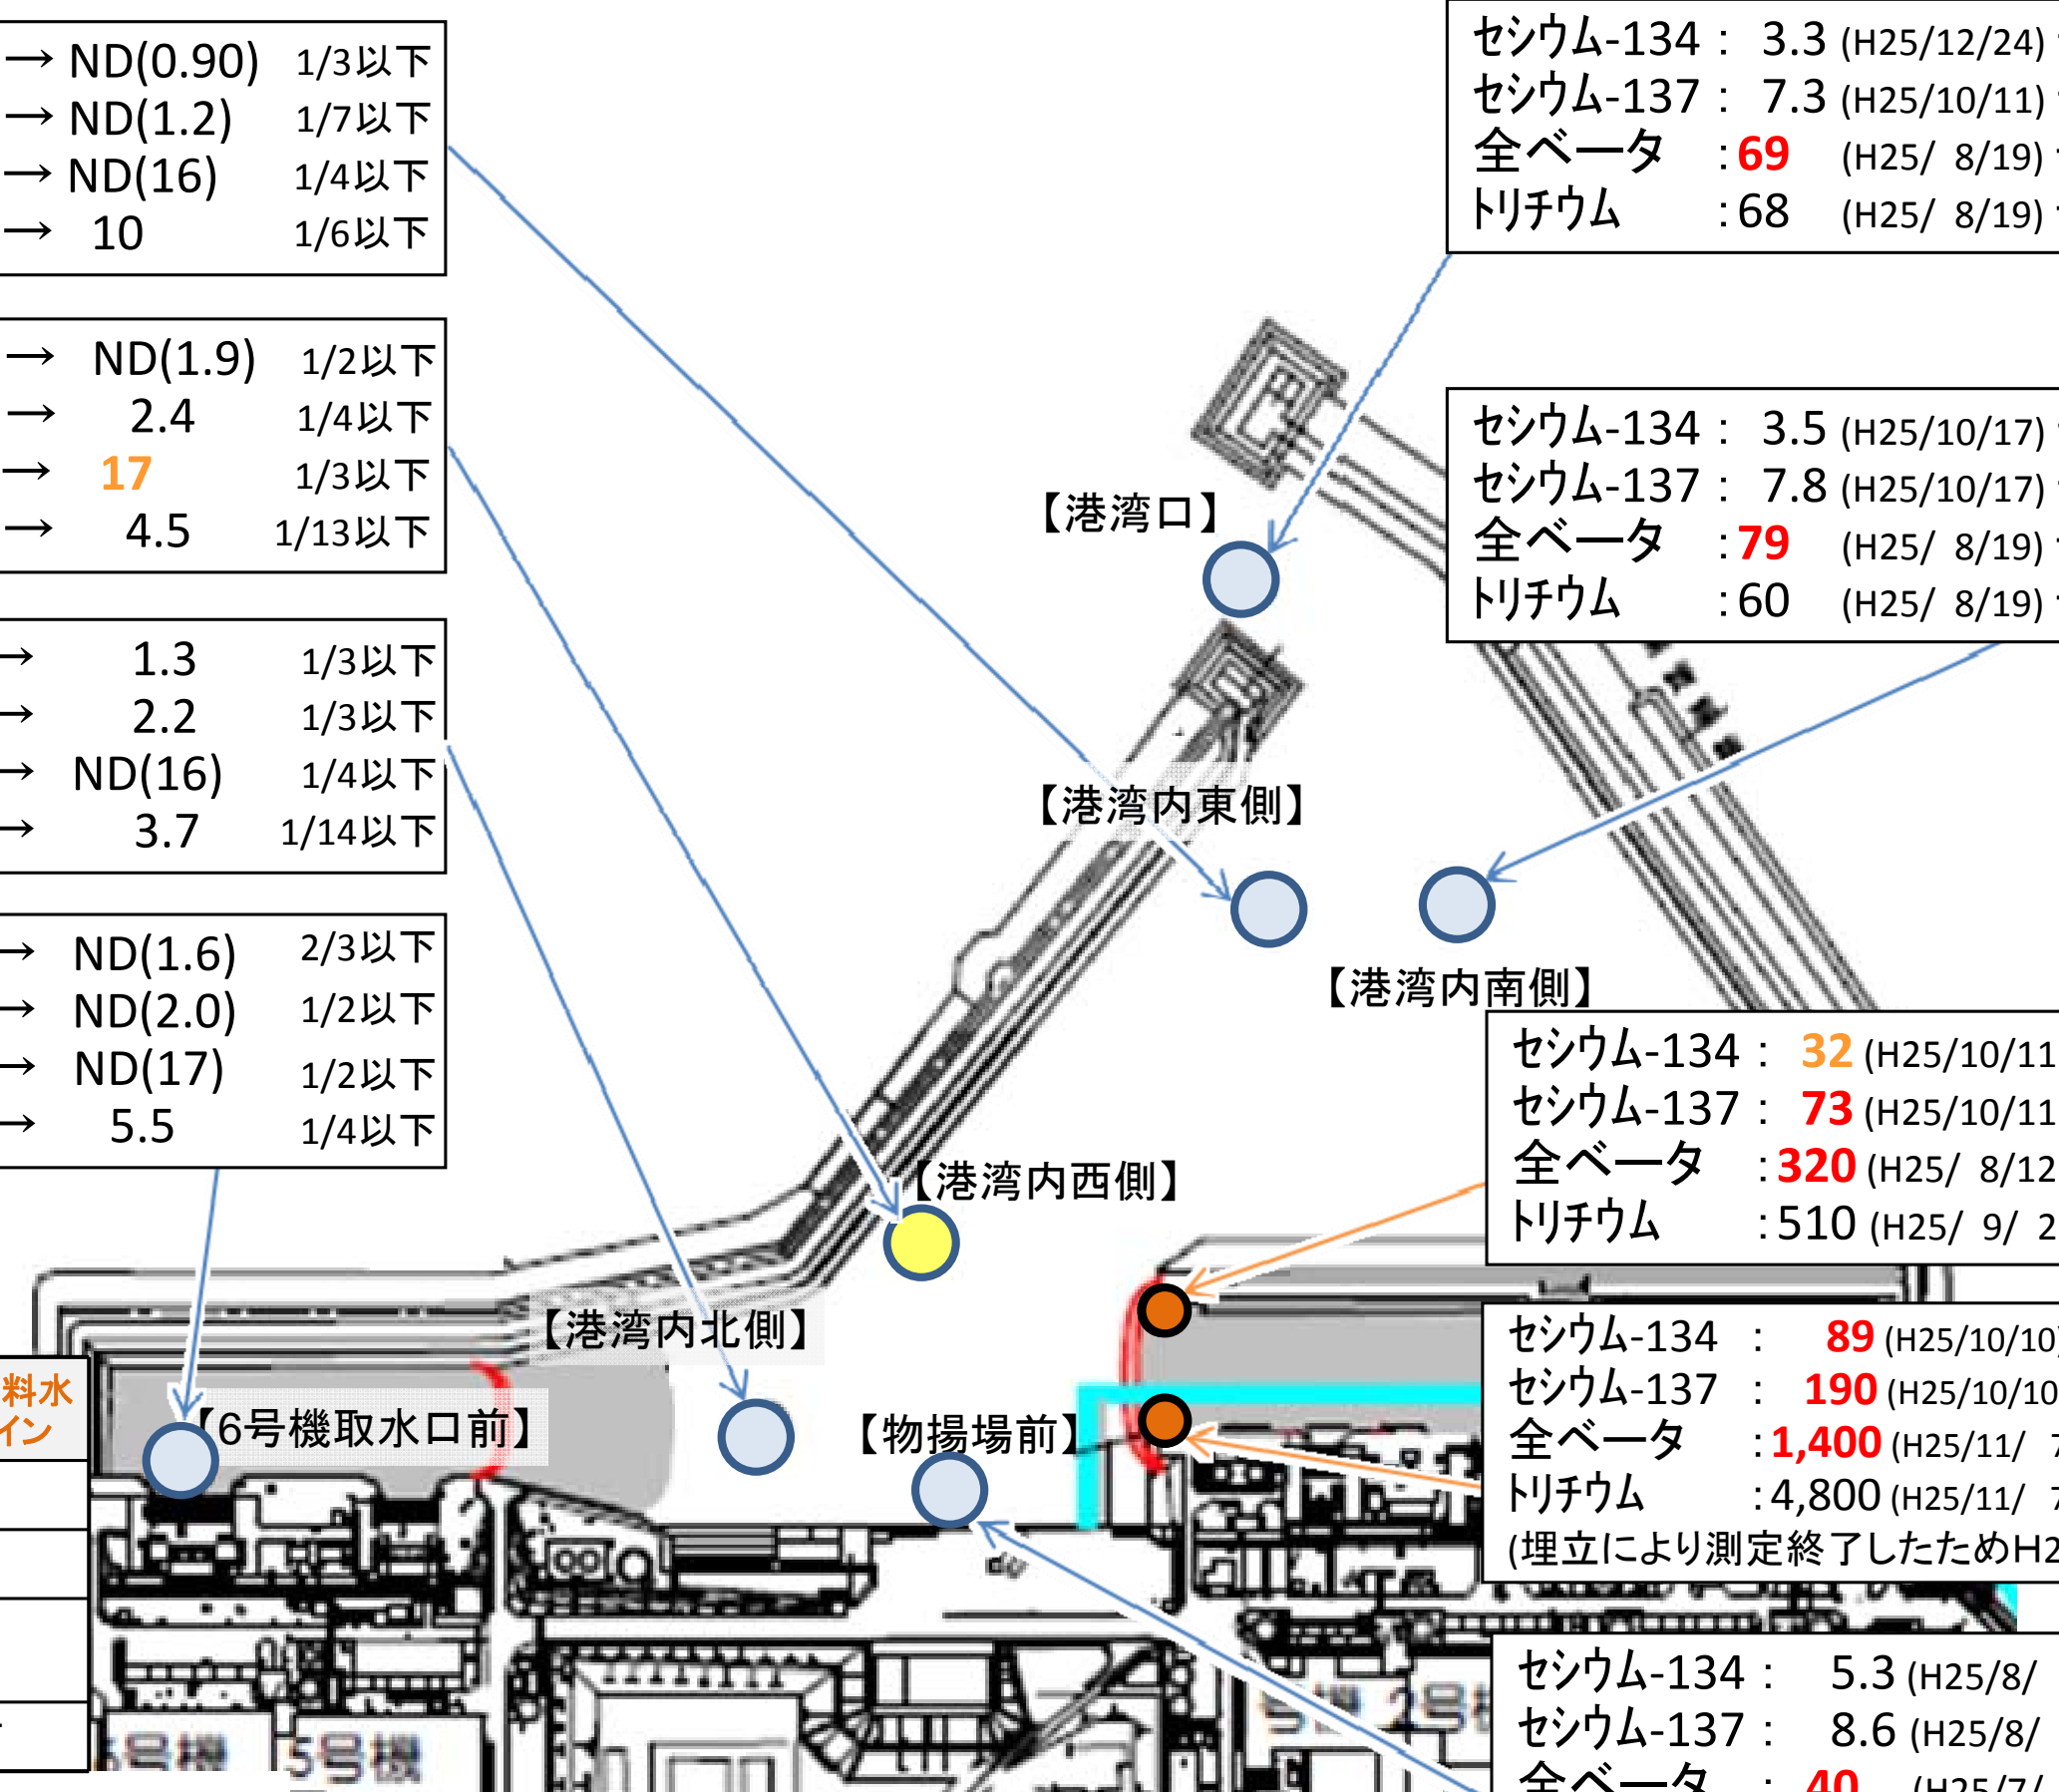 → ND(0.90) 1/3以下
→ ND(1.2) 1/7以下
→ ND(16) 1/4以下
→ 10 1/6以下
→ ND(1.9) 1/2以下
→ 2.4 1/4以下
→ 17 1/3以下
→ 4.5 1/13以下
→ 1.3 1/3以下
→ 2.2 1/3以下
→ ND(16) 1/4以下
→ 3.7 1/14以下
→ ND(1.6) 2/3以下
→ ND(2.0) 1/2以下
→ ND(17) 1/2以下
→ 5.5 1/4以下
セシウム-134 : 3.3 (H25/12/24)
セシウム-137 : 7.3 (H25/10/11)
全ベータ :69 (H25/ 8/19)
トリチウム :68 (H25/ 8/19)
セシウム-134 : 3.5 (H25/10/17)
セシウム-137 : 7.8 (H25/10/17)
全ベータ :79 (H25/ 8/19)
トリチウム :60 (H25/ 8/19)
【港湾口】
【港湾内東側】
【港湾内南側】
【港湾内西側】
【港湾内北側】
【6号機取水口前】
【物揚場前】
セシウム-134 : 32 (H25/10/11
セシウム-137 : 73 (H25/10/11
全ベータ :320 (H25/ 8/12
トリチウム :510 (H25/ 9/ 2
セシウム-134 : 89 (H25/10/10)
セシウム-137 : 190 (H25/10/10
全ベータ :1,400 (H25/11/ 7
トリチウム :4,800 (H25/11/ 7
(埋立により測定終了したためH2
セシウム-134 : 5.3 (H25/8/
セシウム-137 : 8.6 (H25/8/
全ベータ : 40 (H25/7/
料水
イン
号機
5号機
号機 2号